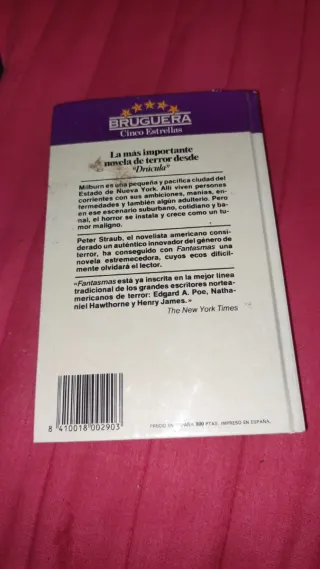 BRUGUERA
Cinco Estrellas
La más importante
novela de terror desde
"Drácula"
Milburn es una pequeña y pacífica ciudad del
Estado de Nueva York. Allí viven personas
corrientes con sus ambiciones, manías, en-
fermedades y también algún adulterio. Pero
en ese escenario suburbano, cotidiano y ba-
nal, el horror se instala y crece como un tu-
mor maligno.
Peter Straub, el novelista americano consi-
derado un auténtico innovador del género de
terror, ha conseguido con Fantasmas una
novela estremecedora, cuyos ecos difícil-
mente olvidará el lector.
«Fantasmas está ya inscrita en la mejor línea
tradicional de los grandes escritores nortea-
mericanos de terror: Edgard A. Poe, Natha-
niel Hawthorne y Henry James.»
The New York Times
8 410018 002903
PRECIO EN ESPAÑA 500 PTAS. IMPRESO EN ESPAÑA.